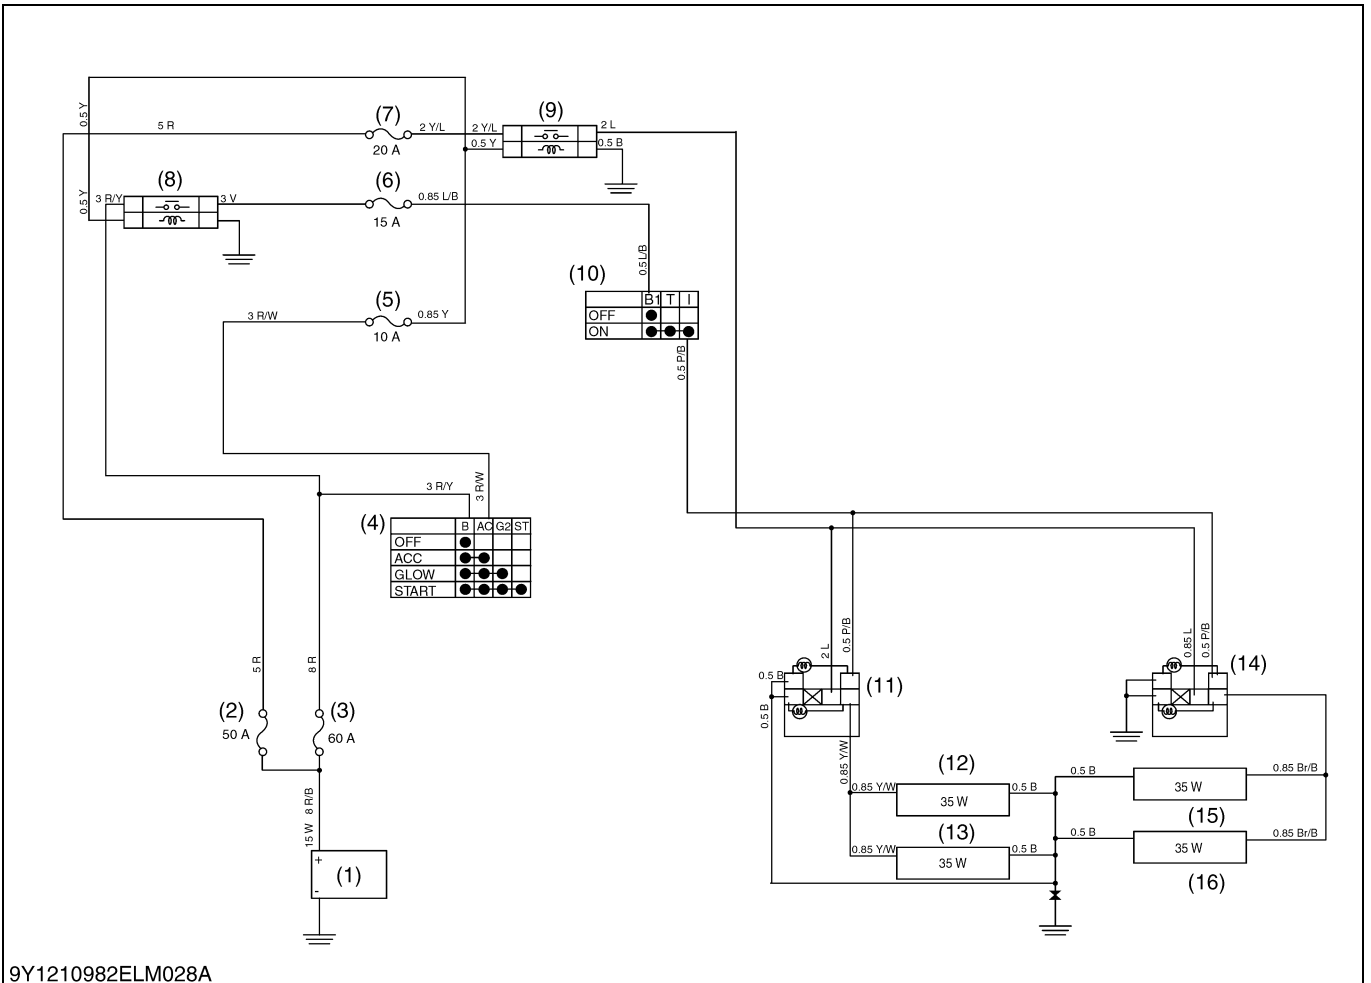 0.5 Y
5 R
(7)
20 A
2 Y/L
2 Y/L
0.5 Y
(9)
2 L
0.5 B
(8)
3 R/Y
0.5 Y
3 V
(6)
15 A
0.85 L/B
0.5 L/B
(10)
B1 T I
OFF
ON
0.5 P/B
(5)
3 R/W
10 A
0.85 Y
3 R/Y
3 R/W
(4)
B AC G2 ST
OFF
ACC
GLOW
START
5 R
8 R
(2)
50 A
(3)
60 A
8 R/B
15 W
+
-
(1)
2 L
0.5 P/B
0.5 B
0.5 B
(11)
0.85 Y/W
0.85 L
0.5 P/B
(14)
(12)
0.85 Y/W
35 W
0.5 B
(13)
0.85 Y/W
35 W
0.5 B
0.5 B
35 W
0.85 Br/B
(15)
0.5 B
35 W
0.85 Br/B
(16)
9Y1210982ELM028A